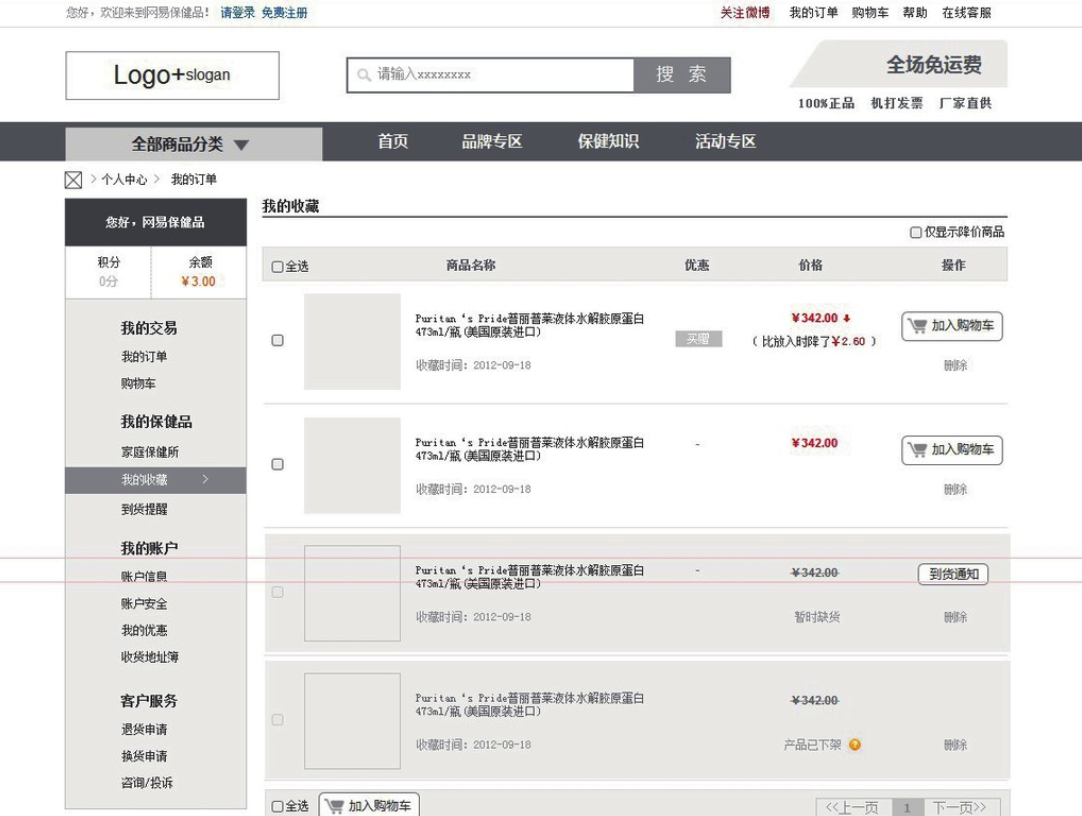 您好，欢迎来到网易保健品！ 请登录 免费注册 关注微博 我的订单 购物车 帮助 在线客服
Logo+slogan 请输入xxxxxxxx 搜 索 全场免运费
100%正品 机打发票 厂家直供
全部商品分类 首页 品牌专区 保健知识 活动专区
> 个人中心 > 我的订单
您好，网易保健品
积分 余额
0分 ￥3.00
我的交易
我的订单
购物车
我的保健品
家庭保健所
我的收藏 >
到货提醒
我的账户
账户信息
账户安全
我的优惠
收货地址簿
客户服务
退货申请
换货申请
咨询/投诉
我的收藏
仅显示降价商品
全选 商品名称 优惠 价格 操作
Puritan‘s Pride普丽普莱液体水解胶原蛋白 ￥342.00 加入购物车
473ml/瓶(美国原装进口) 买赠 （比放入时降了￥2.60）
收藏时间：2012-09-18 删除
Puritan‘s Pride普丽普莱液体水解胶原蛋白 - ￥342.00 加入购物车
473ml/瓶(美国原装进口)
收藏时间：2012-09-18 删除
Puritan‘s Pride普丽普莱液体水解胶原蛋白 - ￥342.00 到货通知
473ml/瓶(美国原装进口)
收藏时间：2012-09-18 暂时缺货 删除
Puritan‘s Pride普丽普莱液体水解胶原蛋白 ￥342.00
473ml/瓶(美国原装进口)
收藏时间：2012-09-18 产品已下架 ? 删除
全选 加入购物车 <<上一页 1 下一页>>